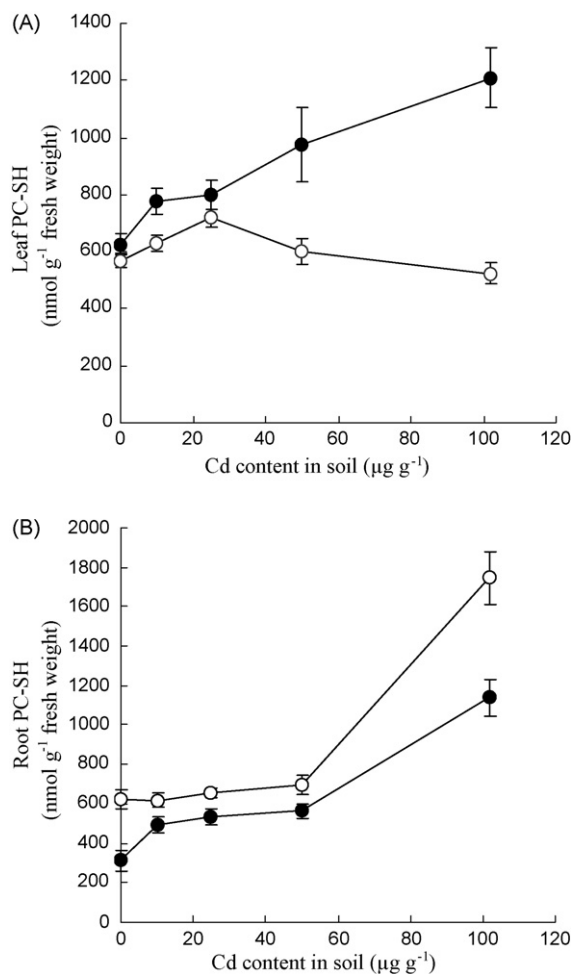 (A)
1400
1200
1000
800
600
400
200
0
Leaf PC-SH
(nmol g⁻¹ fresh weight)
0 20 40 60 80 100 120
Cd content in soil (µg g⁻¹)
(B)
2000
1800
1600
1400
1200
1000
800
600
400
200
0
Root PC-SH
(nmol g⁻¹ fresh weight)
0 20 40 60 80 100 120
Cd content in soil (µg g⁻¹)